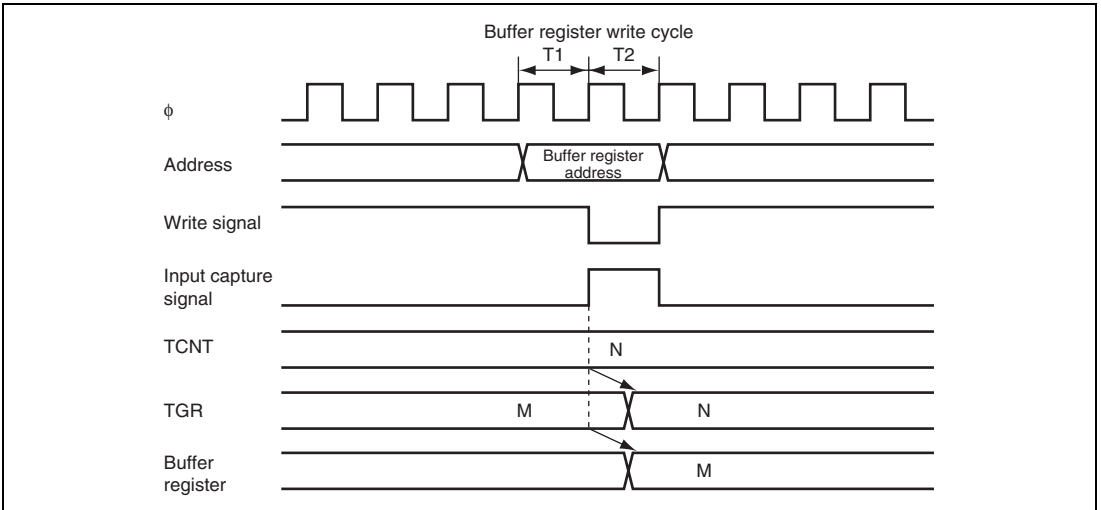 Buffer register write cycle
T1 T2
ϕ
Address
Buffer register
address
Write signal
Input capture
signal
TCNT
N
TGR
M N
Buffer
register
M